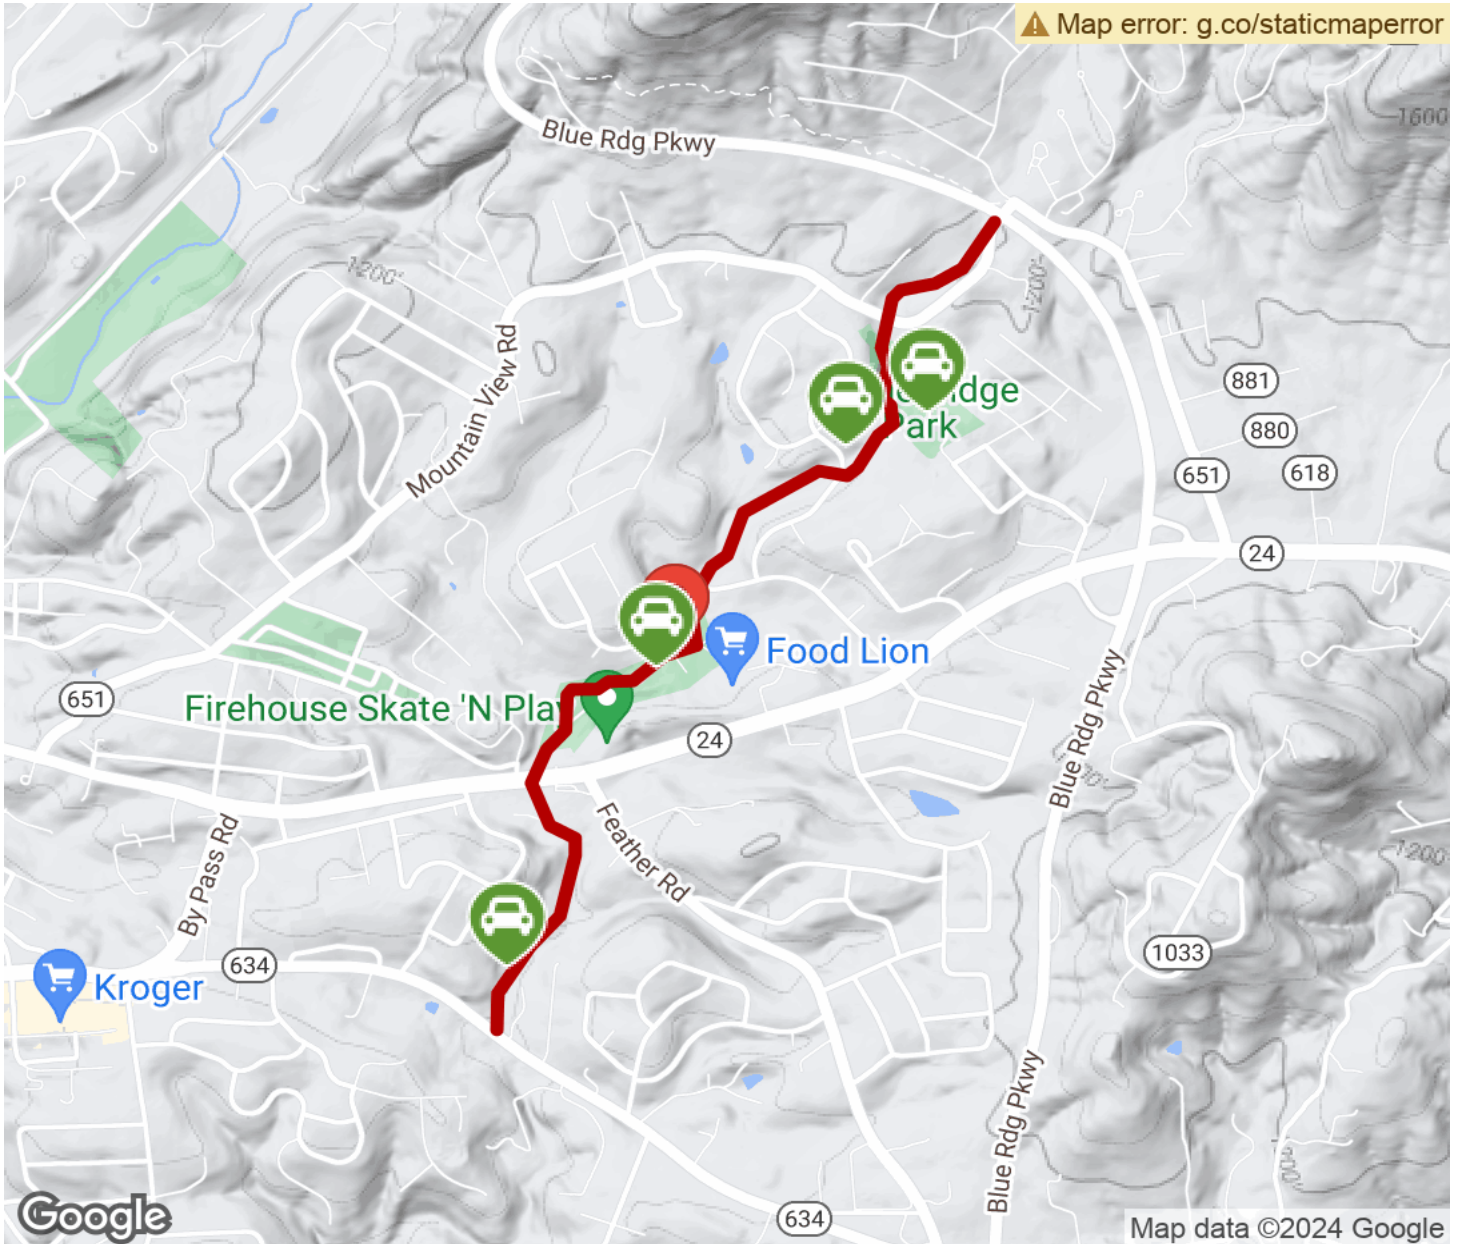 Map error: g.co/staticmaperror
Blue Rdg Pkwy
1600
1200'
1200'
Mountain View Rd
881
dge
Park
880
651
618
24
Food Lion
651
Firehouse Skate 'N Play
24
Blue Rdg Pkwy
Feather Rd
By Pass Rd
1200
634
1033
Kroger
Blue Rdg Pkwy
634
Google
Map data ©2024 Google